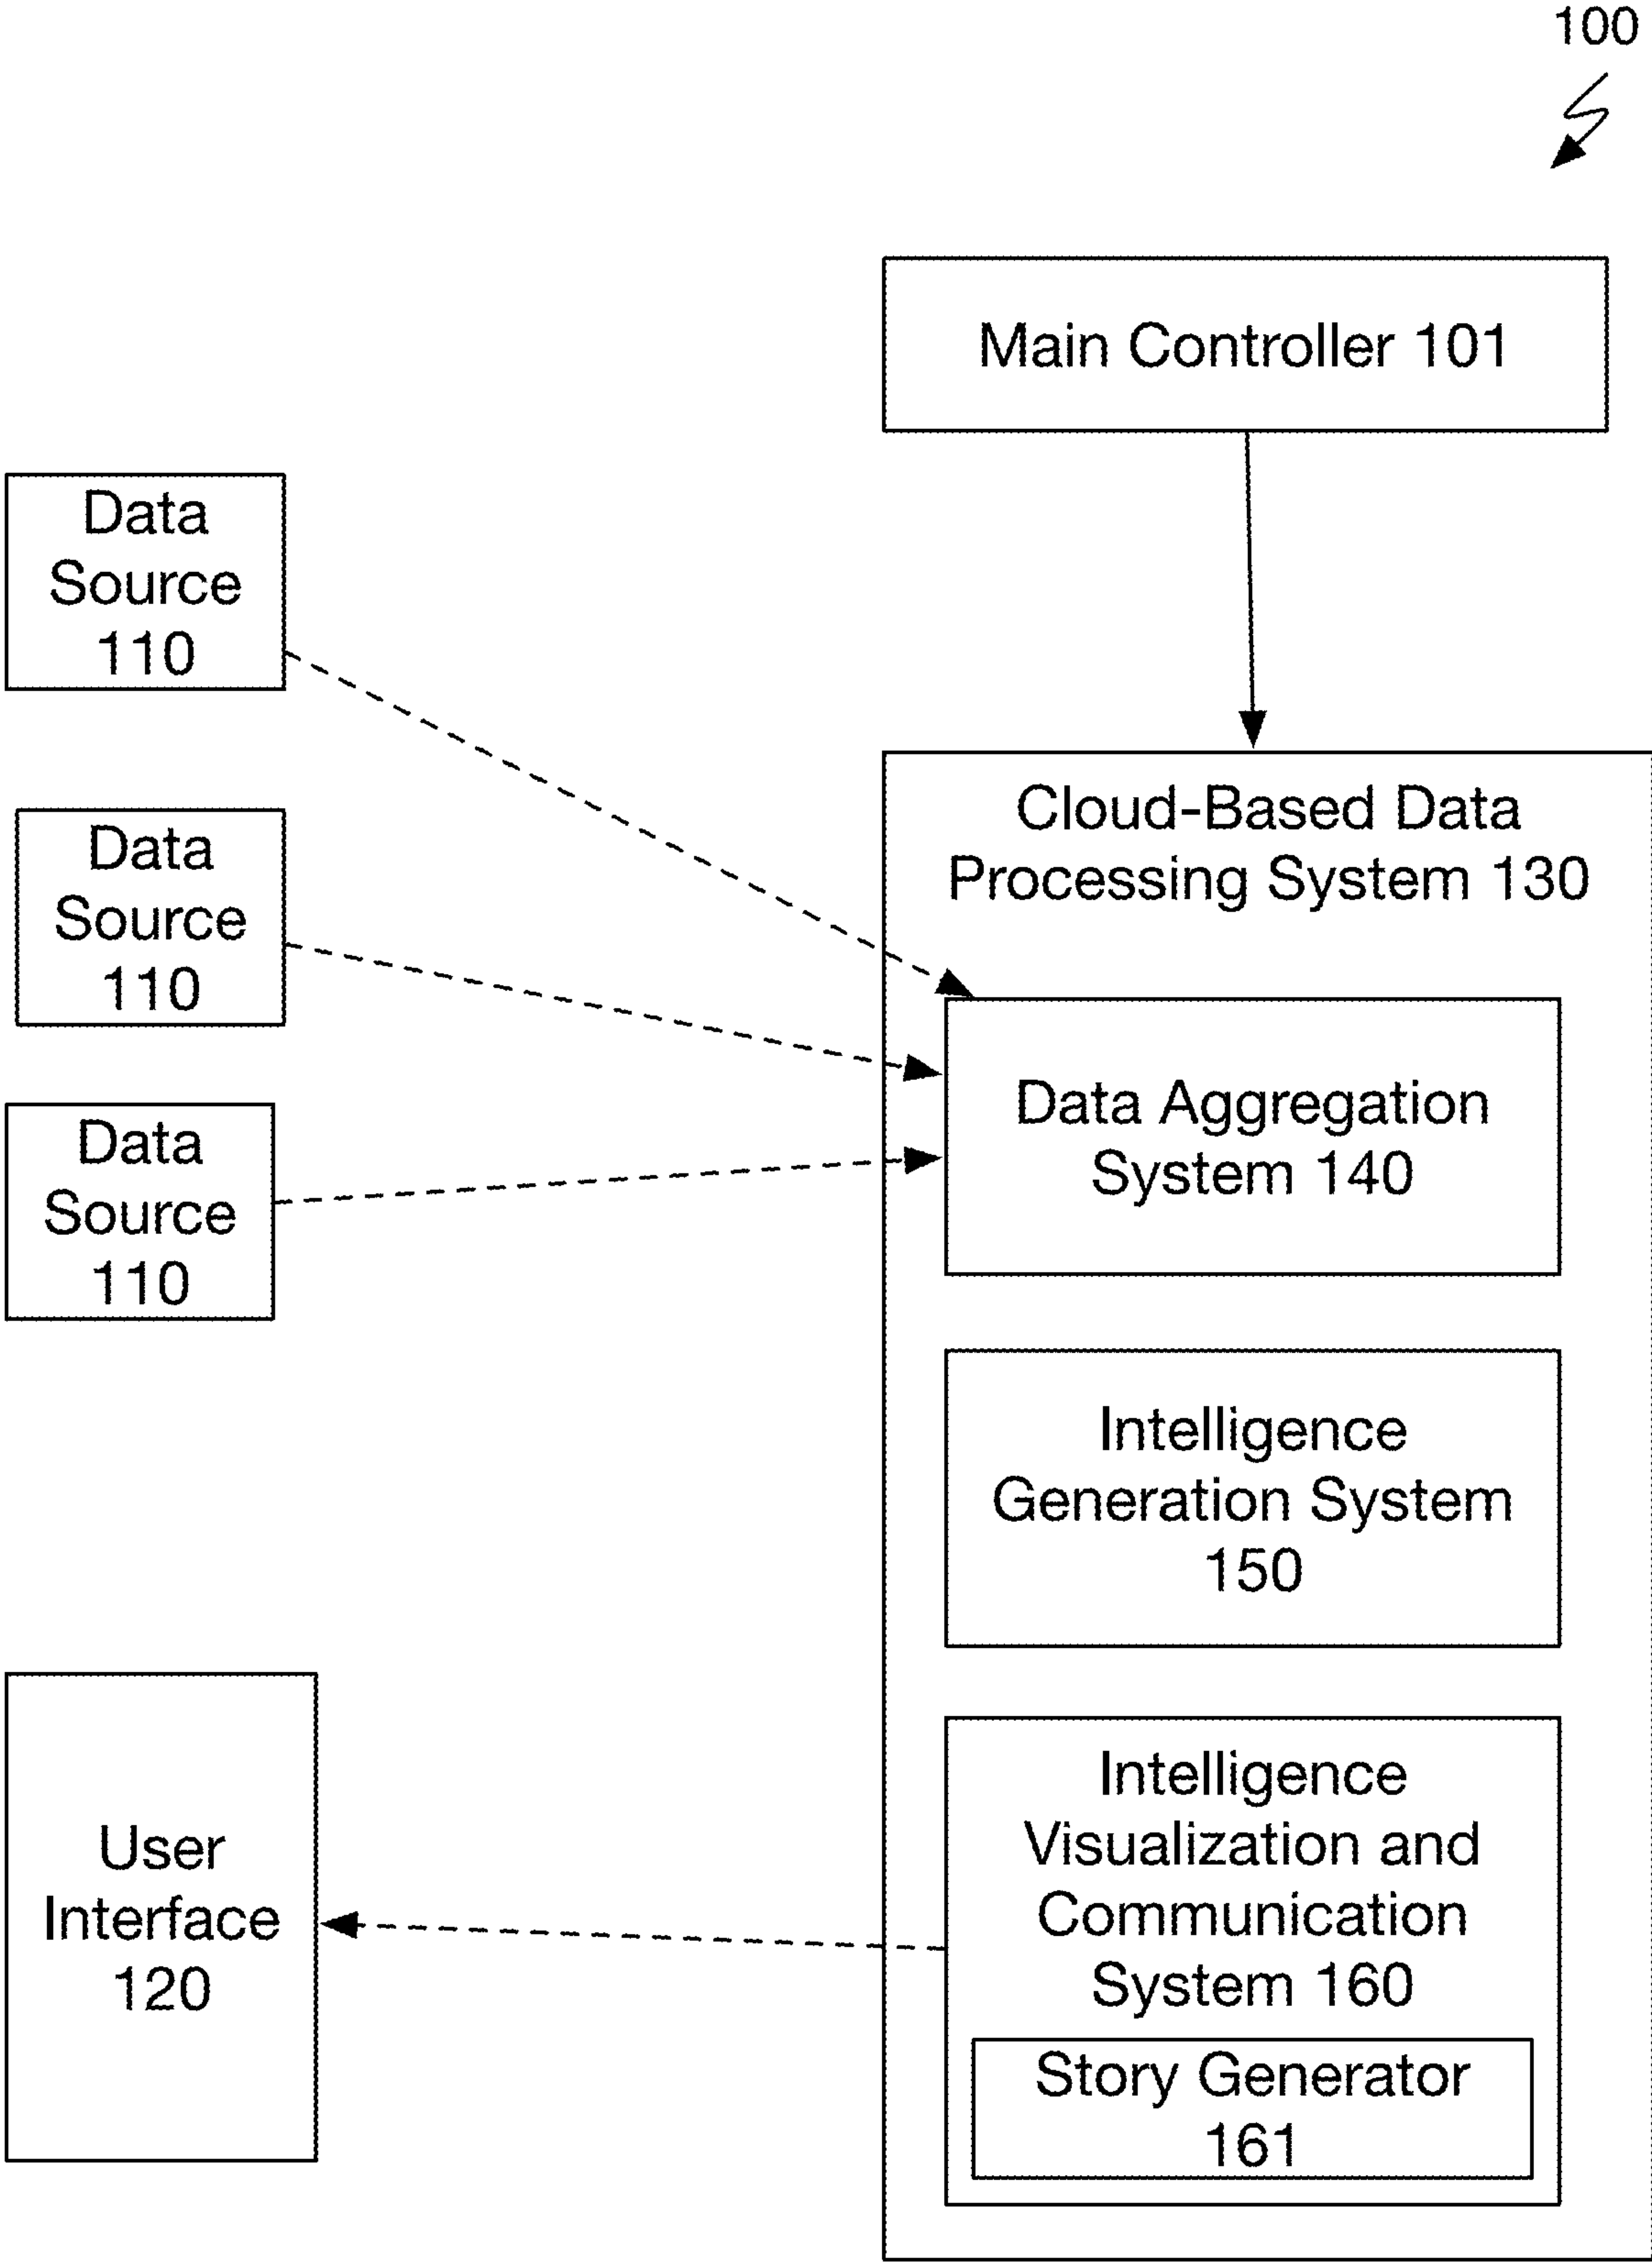 100
Main Controller 101
Data
Source
110
Data
Source
110
Data
Source
110
User
Interface
120
Cloud-Based Data
Processing System 130
Data Aggregation
System 140
Intelligence
Generation System
150
Intelligence
Visualization and
Communication
System 160
Story Generator
161